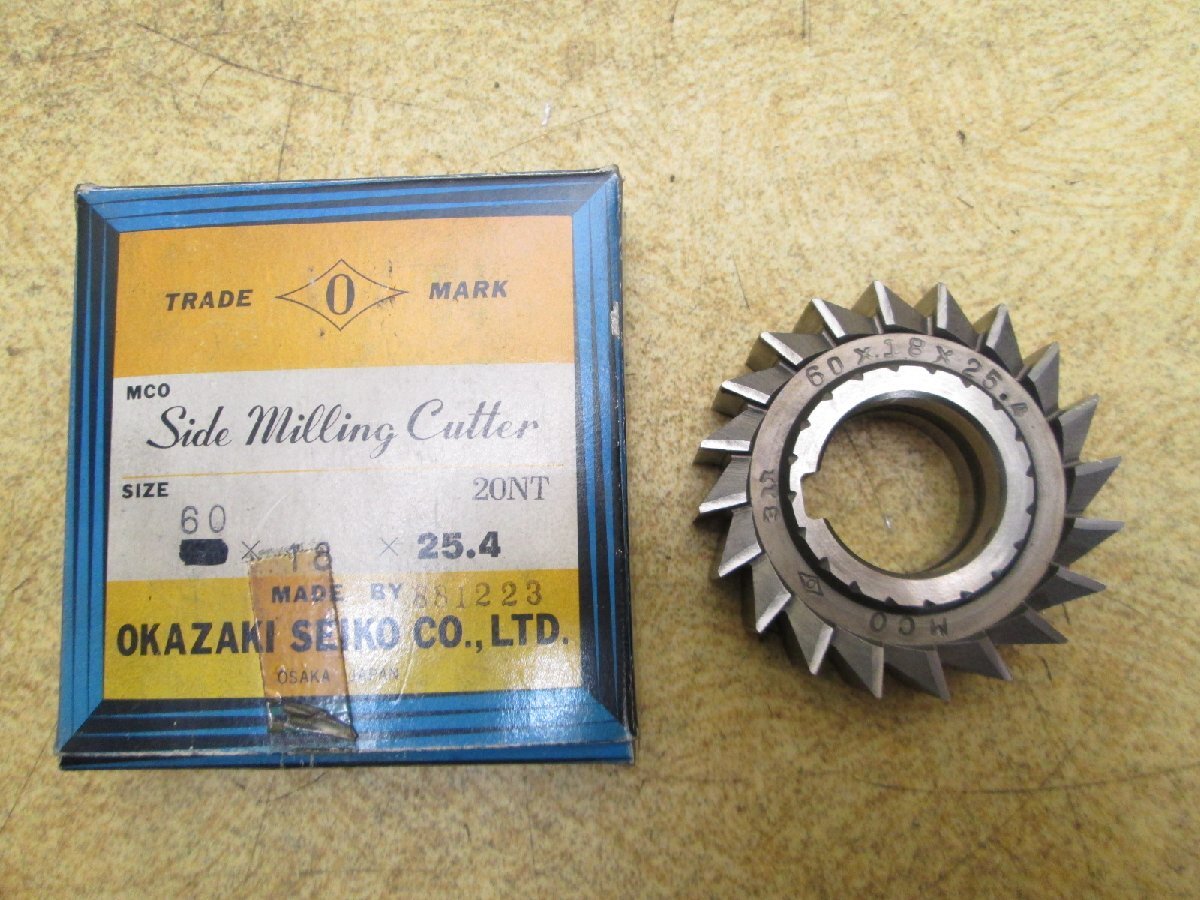 TRADE O MARK
MCO
Side Milling Cutter
SIZE 20NT
60
× 18 × 25.4
MADE BY 881223
OKAZAKI SEIKO CO., LTD.
OSAKA JAPAN
60×18×25.4
MCO